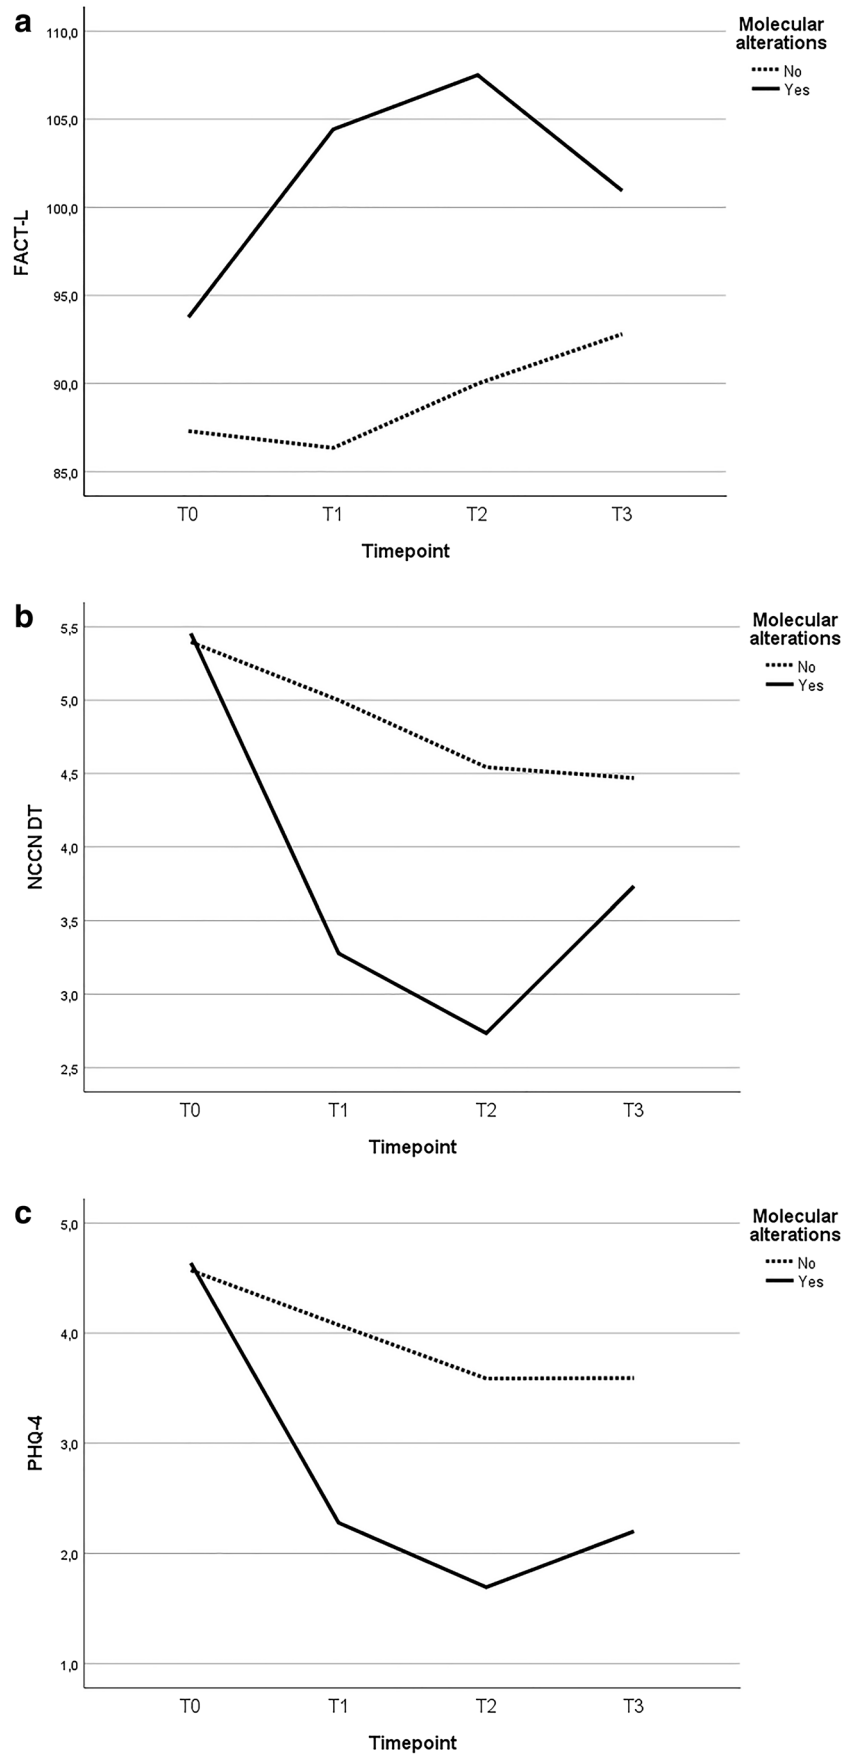 a
Molecular
alterations
No
Yes
110,0
105,0
100,0
95,0
90,0
85,0
FACT-L
T0 T1 T2 T3
Timepoint
b
Molecular
alterations
No
Yes
5,5
5,0
4,5
4,0
3,5
3,0
2,5
NCCN DT
T0 T1 T2 T3
Timepoint
c
Molecular
alterations
No
Yes
5,0
4,0
3,0
2,0
1,0
PHQ-4
T0 T1 T2 T3
Timepoint